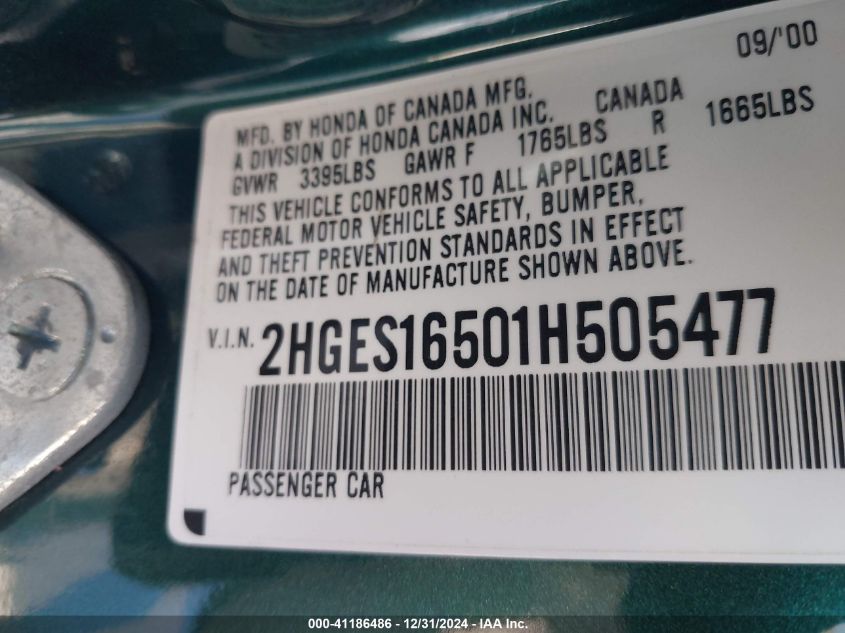 09/'00
MFD. BY HONDA OF CANADA MFG.
A DIVISION OF HONDA CANADA INC. CANADA
GVWR 3395LBS GAWR F 1765LBS R 1665LBS
THIS VEHICLE CONFORMS TO ALL APPLICABLE
FEDERAL MOTOR VEHICLE SAFETY, BUMPER,
AND THEFT PREVENTION STANDARDS IN EFFECT
ON THE DATE OF MANUFACTURE SHOWN ABOVE.
V.I.N. 2HGES16501H505477
PASSENGER CAR
000-41186486 - 12/31/2024 - IAA Inc.